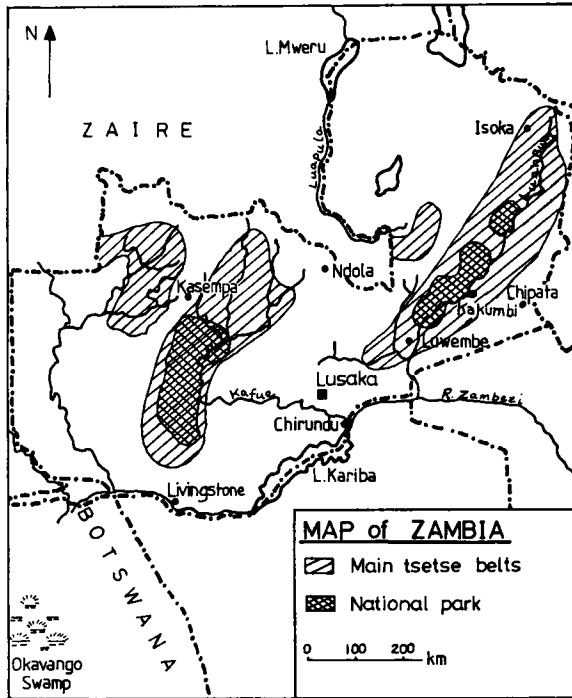 N
L.Mweru
ZAIRE
Isoka
Luapula
Ndola
Kasempa
Chipata
Kakumbi
Luwembe
Lusaka
Kafue
R. Zambezi
Chirundu
L.Kariba
Livingstone
BOTSWANA
Okavango
Swamp
MAP of ZAMBIA
Main tsetse belts
National park
0 100 200
km